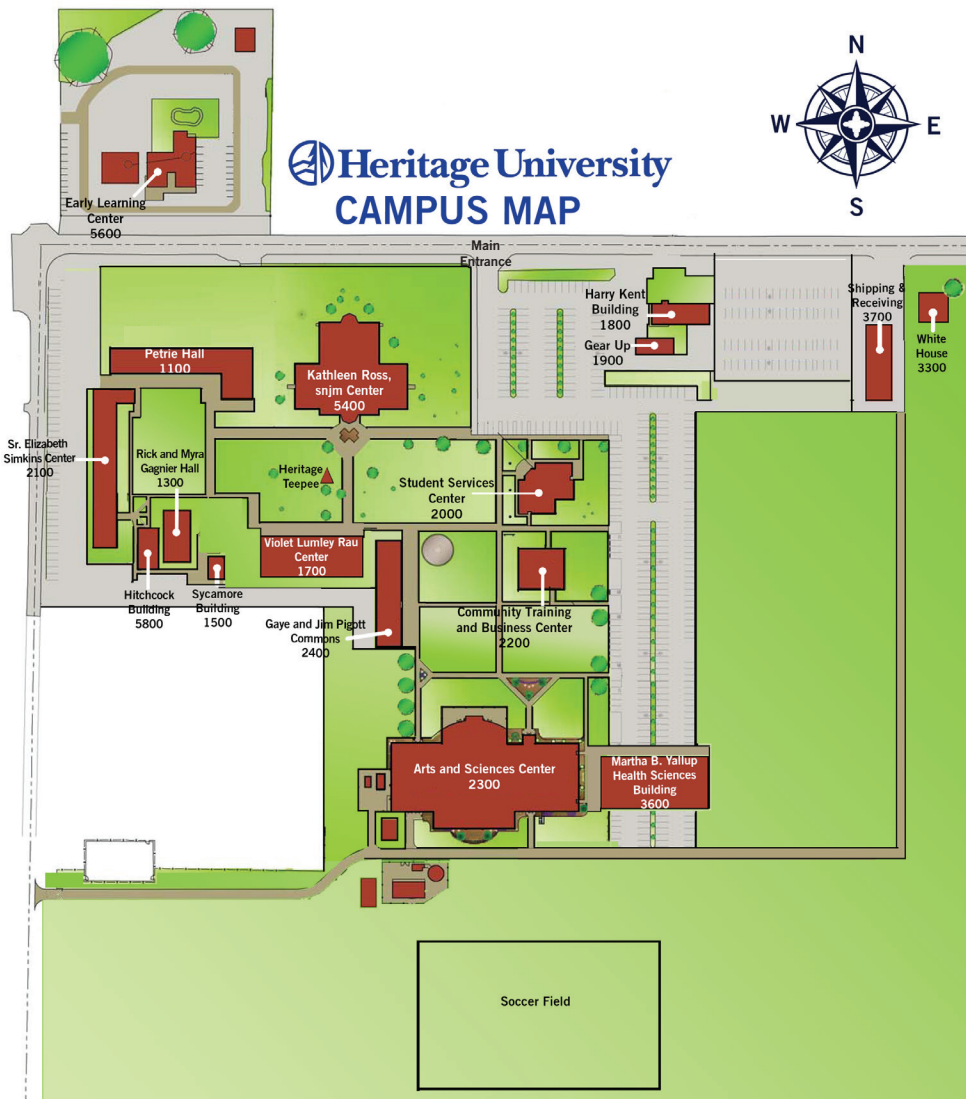 N
W
E
S
Heritage University
CAMPUS MAP
Early Learning
Center
5600
Main
Entrance
Harry Kent
Building
1800
Gear Up
1900
Shipping &
Receiving
3700
White
House
3300
Petrie Hall
1100
Kathleen Ross,
snjm Center
5400
Sr. Elizabeth
Simkins Center
2100
Rick and Myra
Gagnier Hall
1300
Heritage
Teepee
Student Services
Center
2000
Violet Lumley Rau
Center
1700
Hitchcock
Building
5800
Sycamore
Building
1500
Gaye and Jim Pigott
Commons
2400
Community Training
and Business Center
2200
Arts and Sciences Center
2300
Martha B. Yallup
Health Sciences
Building
3600
Soccer Field